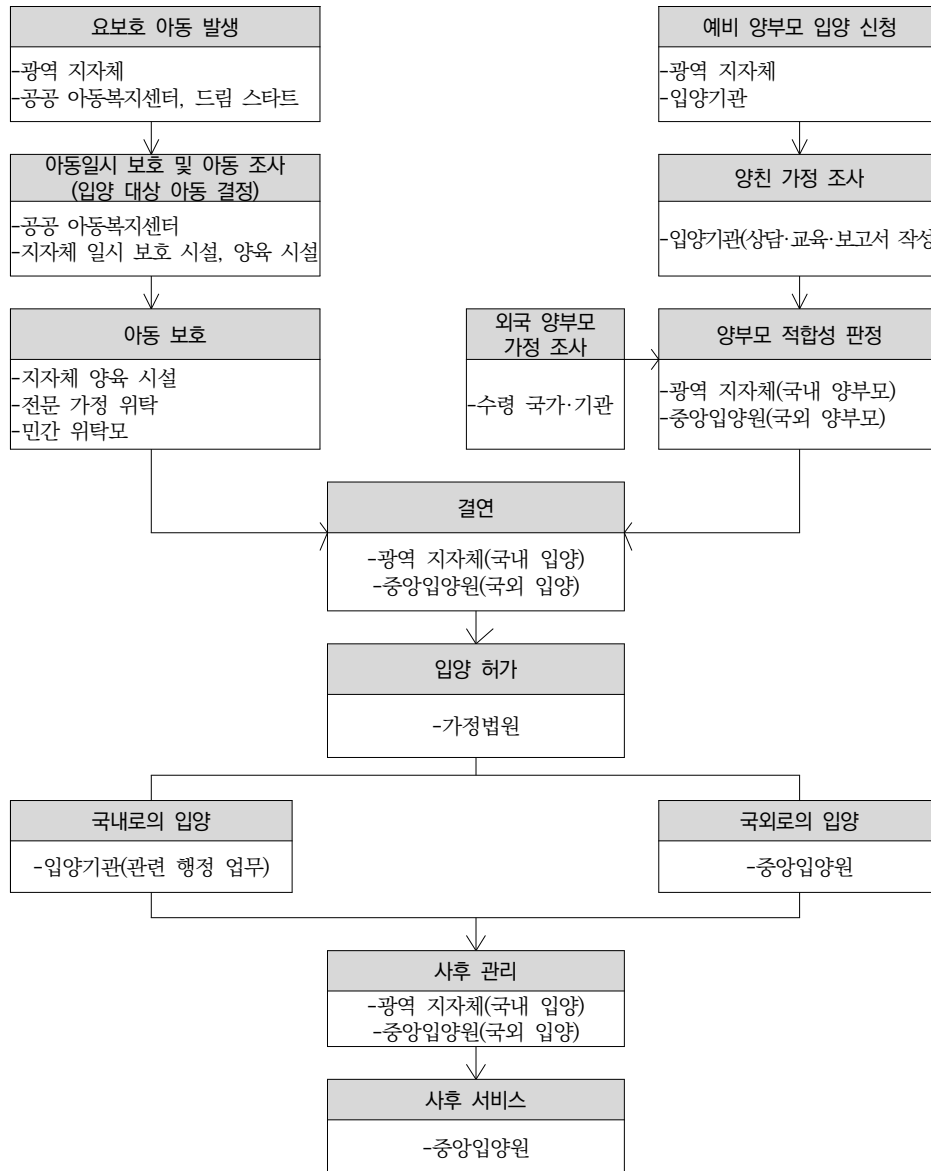 요보호 아동 발생
-광역 지자체
-공공 아동복지센터, 드림 스타트
예비 양부모 입양 신청
-광역 지자체
-입양기관
아동일시 보호 및 아동 조사
(입양 대상 아동 결정)
-공공 아동복지센터
-지자체 일시 보호 시설, 양육 시설
양친 가정 조사
-입양기관(상담·교육·보고서 작성
아동 보호
-지자체 양육 시설
-전문 가정 위탁
-민간 위탁모
외국 양부모
가정 조사
-수령 국가·기관
양부모 적합성 판정
-광역 지자체(국내 양부모)
-중앙입양원(국외 양부모)
결연
-광역 지자체(국내 입양)
-중앙입양원(국외 입양)
입양 허가
-가정법원
국내로의 입양
-입양기관(관련 행정 업무)
국외로의 입양
-중앙입양원
사후 관리
-광역 지자체(국내 입양)
-중앙입양원(국외 입양)
사후 서비스
-중앙입양원